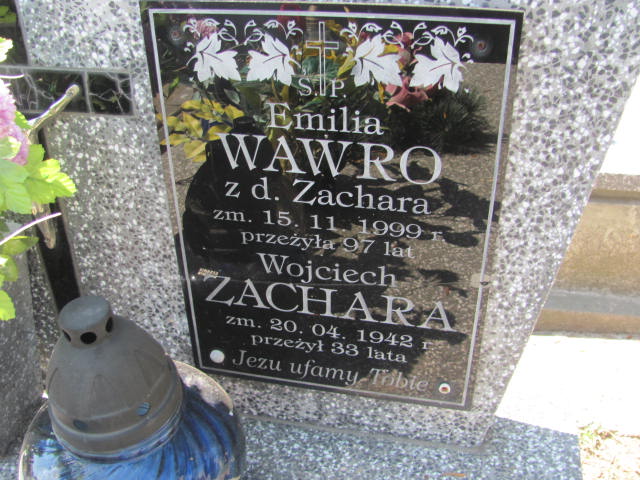 Ś P
Emilia
WAWRO
z d. Zachara
zm. 15. 11. 1999 r.
przeżyła 97 lat
Wojciech
ZACHARA
zm. 20. 04. 1942 r.
przeżył 33 lata
Jezu ufamy Tobie